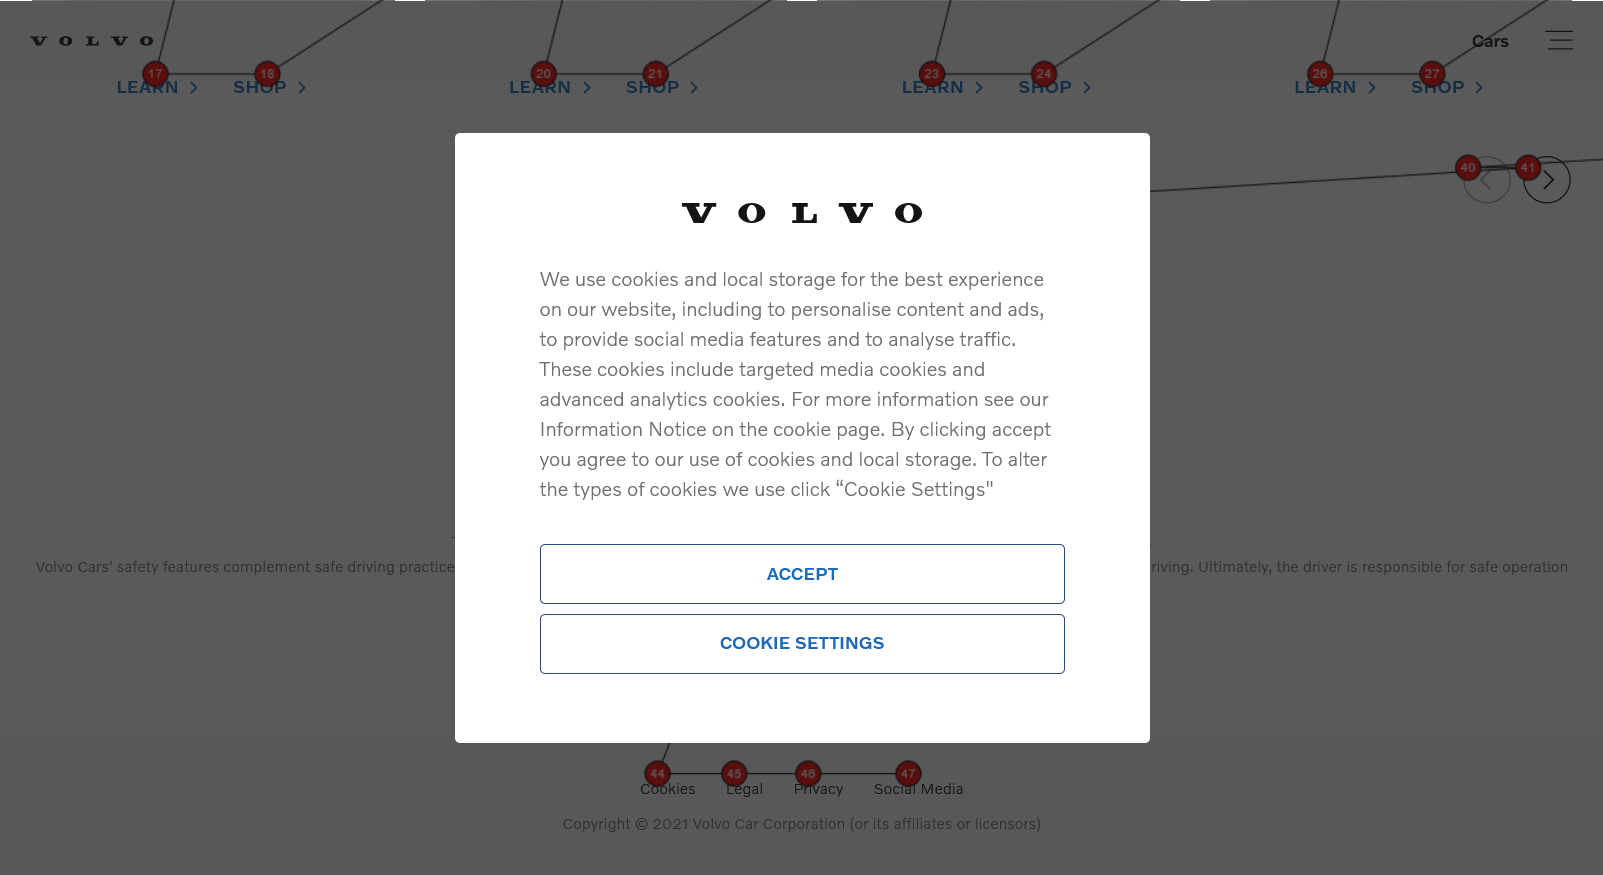 VOLVO
Cars
17 18 20 21 23 24 26 27
LEARN SHOP LEARN SHOP LEARN SHOP LEARN SHOP
40 41
VOLVO
We use cookies and local storage for the best experience
on our website, including to personalise content and ads,
to provide social media features and to analyse traffic.
These cookies include targeted media cookies and
advanced analytics cookies. For more information see our
Information Notice on the cookie page. By clicking accept
you agree to our use of cookies and local storage. To alter
the types of cookies we use click “Cookie Settings"
Volvo Cars' safety features complement safe driving practice
riving. Ultimately, the driver is responsible for safe operation
ACCEPT
COOKIE SETTINGS
44 45 46 47
Cookies Legal Privacy Social Media
Copyright © 2021 Volvo Car Corporation (or its affiliates or licensors)